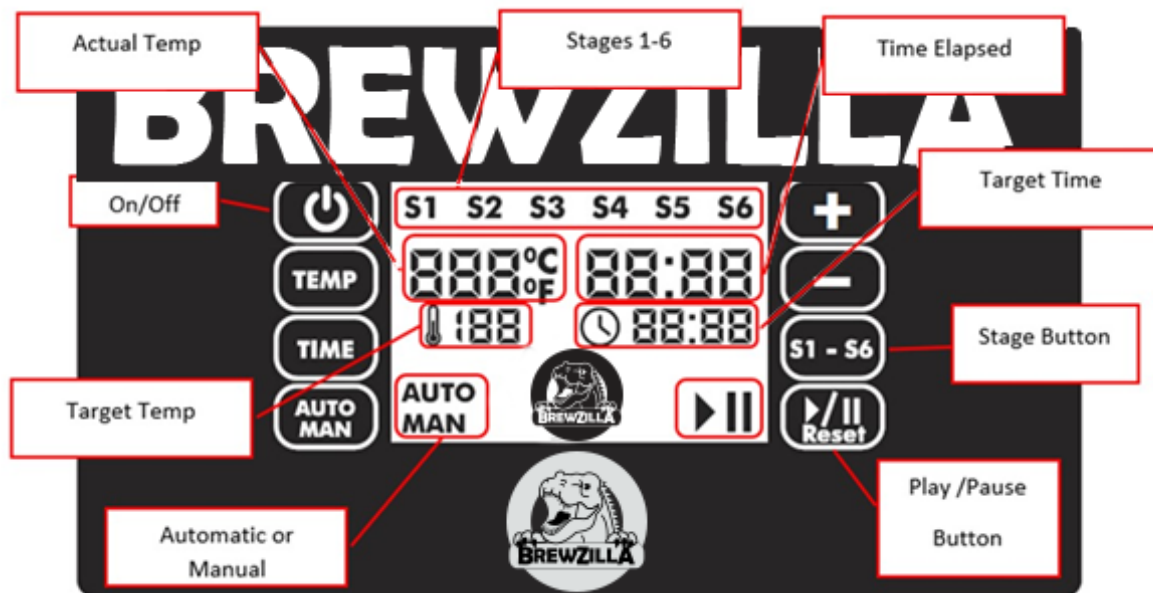 Actual Temp
Stages 1-6
Time Elapsed
BREWZILLA
Target Time
On/Off
S1 S2 S3 S4 S5 S6
+
TEMP
888°C
°F
88:88
−
TIME
188
88:88
S1 - S6
Stage Button
Target Temp
AUTO
MAN
AUTO
MAN
BREWZILLA
▶/II
Reset
Play /Pause
Button
Automatic or
Manual
BREWZILLA